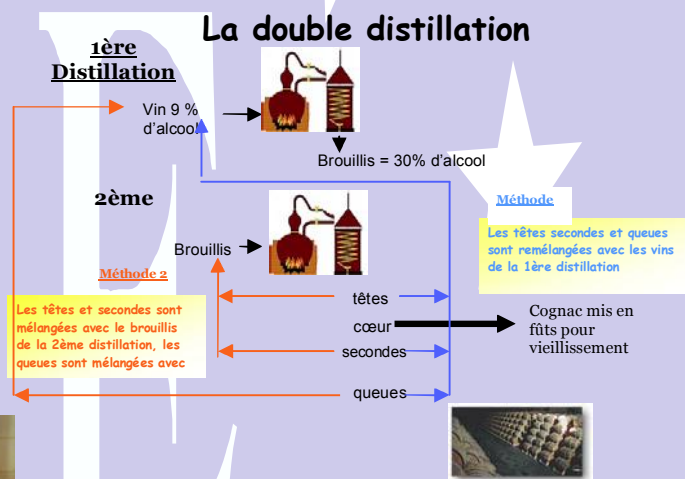 La double distillation
1ère
Distillation
Vin 9 %
d'alcool
Brouillis = 30% d'alcool
2ème
Brouillis
Méthode
Les têtes secondes et queues
sont remélangées avec les vins
de la 1ère distillation
Méthode 2
Les têtes et secondes sont
mélangées avec le brouillis
de la 2ème distillation, les
queues sont mélangées avec
têtes
cœur
secondes
queues
Cognac mis en
fûts pour
vieillissement